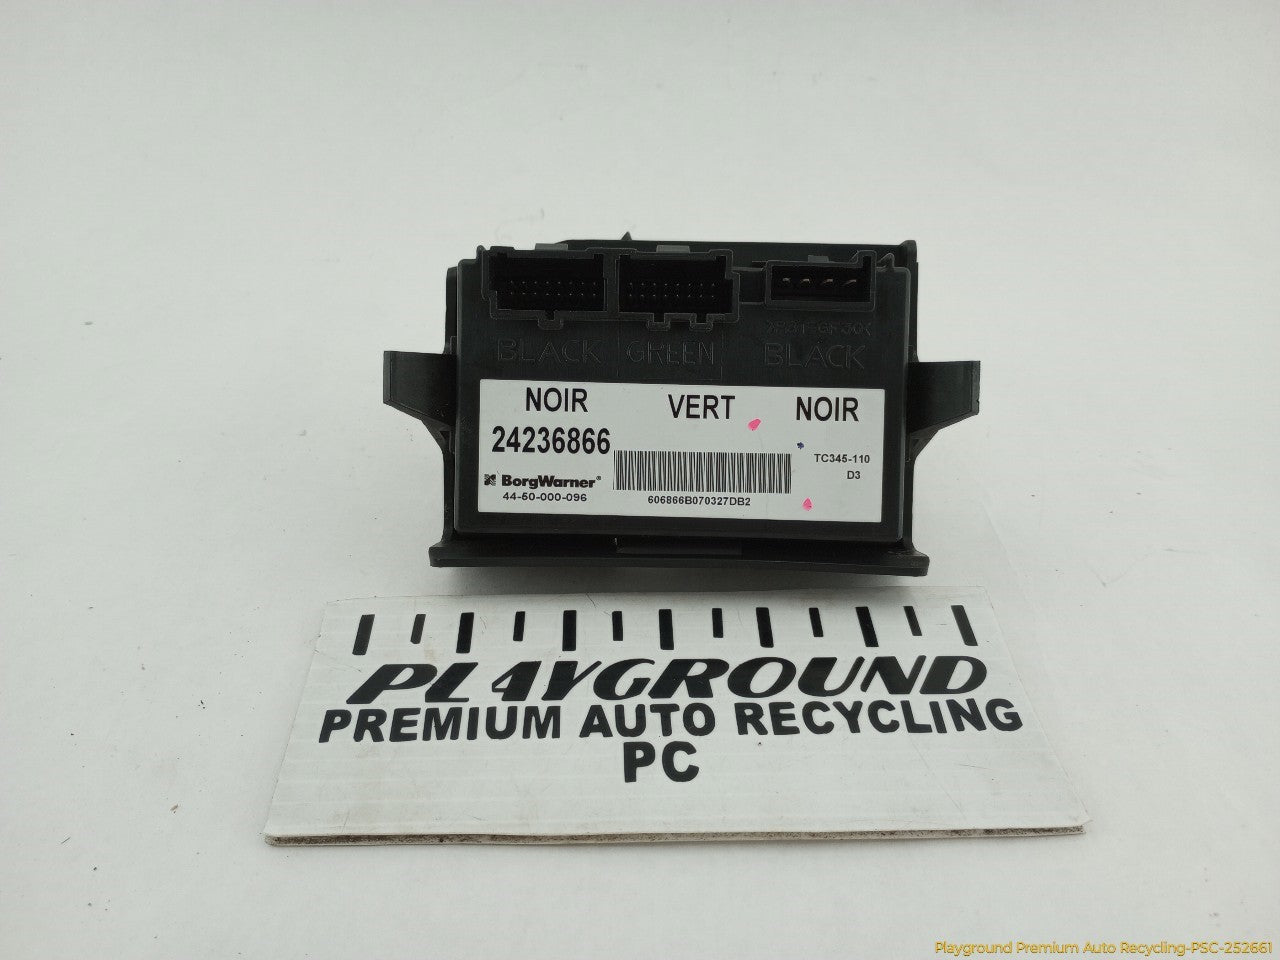 BLACK GREEN BLACK
NOIR VERT NOIR
24236866
TC345-110
D3
BorgWarner®
44-50-000-096
606866B070327DB2
PLAYGROUND
PREMIUM AUTO RECYCLING
PC
Playground Premium Auto Recycling-PSC-252661